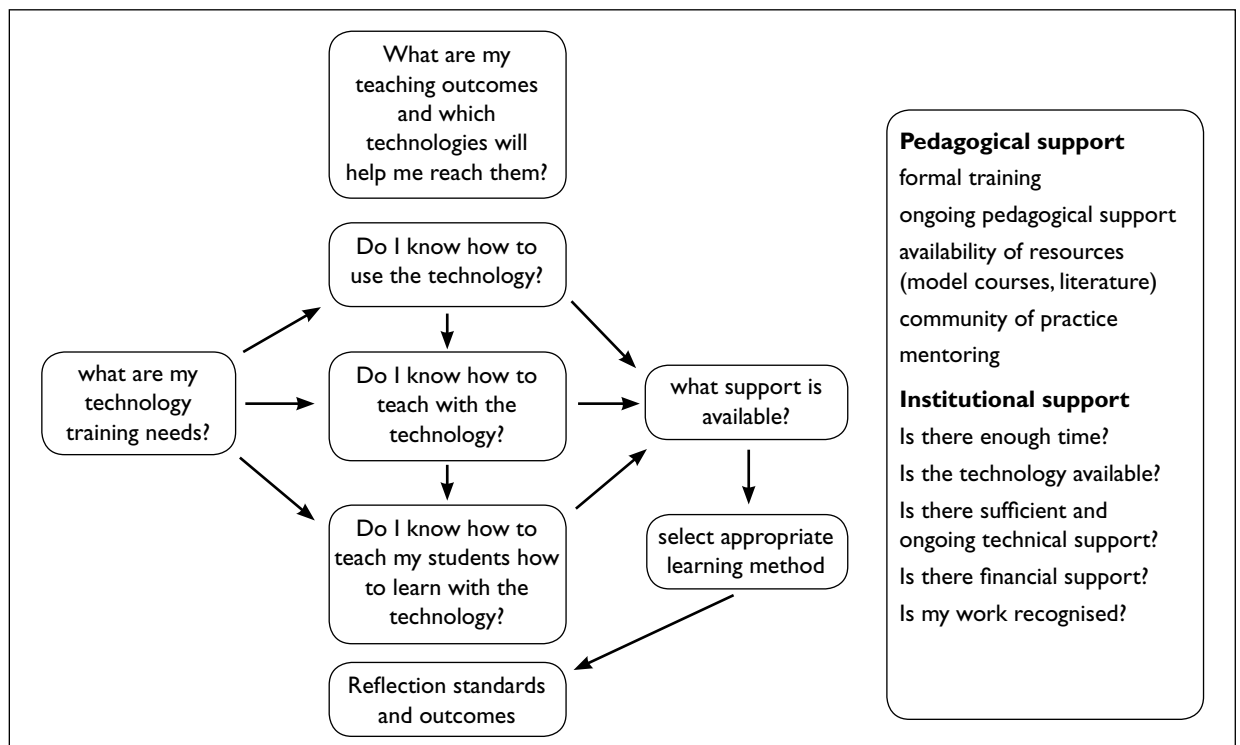 What are my
teaching outcomes
and which
technologies will
help me reach them?
Do I know how to
use the technology?
what are my
technology
training needs?
Do I know how to
teach with the
technology?
what support is
available?
Do I know how to
teach my students how
to learn with the
technology?
select appropriate
learning method
Reflection standards
and outcomes
Pedagogical support
formal training
ongoing pedagogical support
availability of resources
(model courses, literature)
community of practice
mentoring
Institutional support
Is there enough time?
Is the technology available?
Is there sufficient and
ongoing technical support?
Is there financial support?
Is my work recognised?